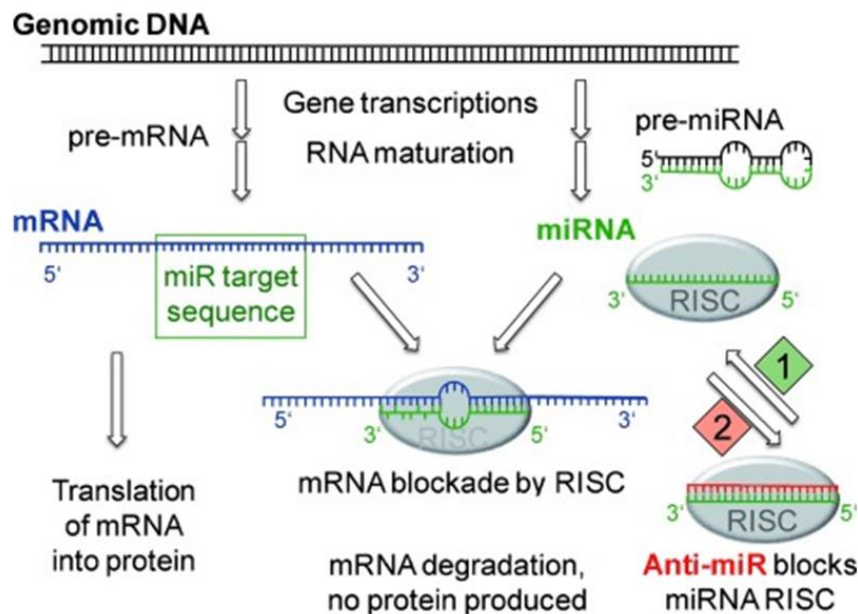 Genomic DNA
Gene transcriptions
pre-mRNA
RNA maturation
pre-miRNA
5‘
3‘
mRNA
5‘ 3‘
miR target
sequence
miRNA
3‘ RISC 5‘
1
2
5‘ 3‘
3‘ RISC 5‘
mRNA blockade by RISC
Translation
of mRNA
into protein
mRNA degradation,
no protein produced
3‘ RISC 5‘
Anti-miR blocks
miRNA RISC